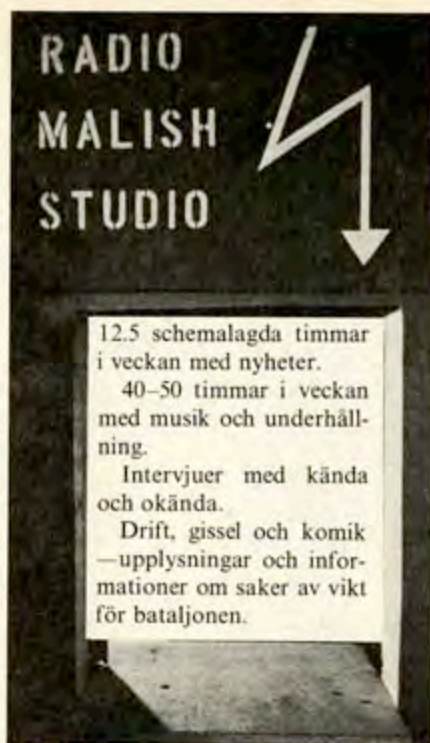 RADIO
MALISH
STUDIO
12.5 schemalagda timmar
i veckan med nyheter.
40–50 timmar i veckan
med musik och underhåll-
ning.
Intervjuer med kända
och okända.
Drift, gissel och komik
—upplysningar och infor-
mationer om saker av vikt
för bataljonen.